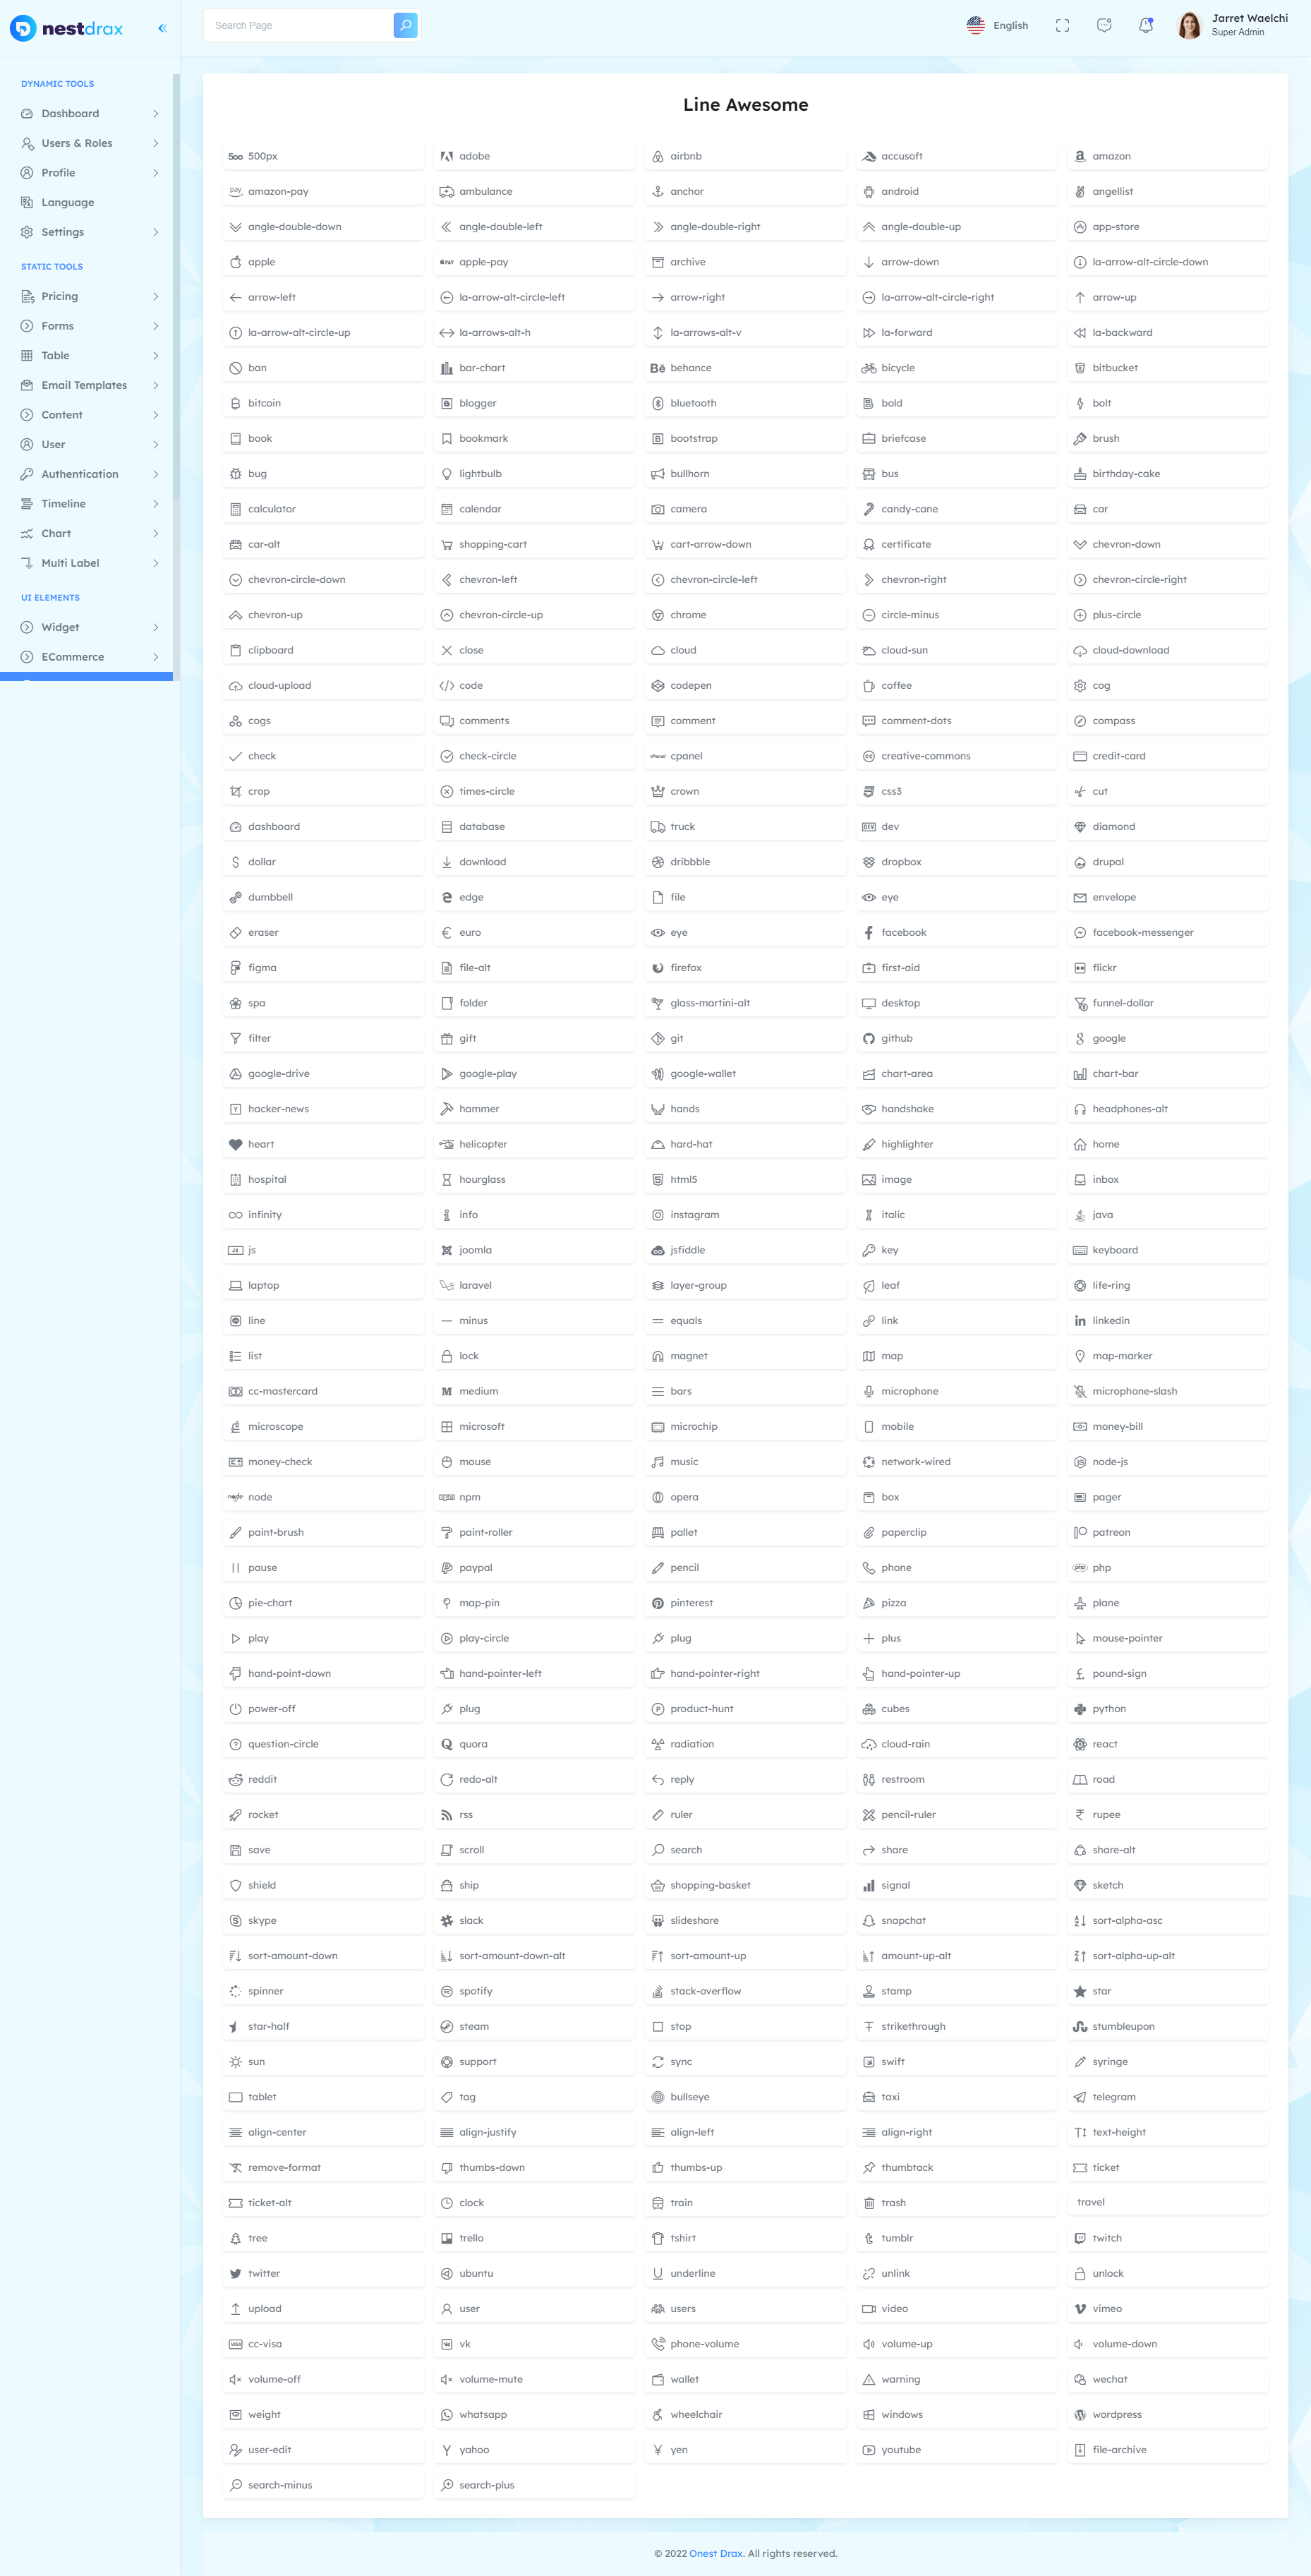 nestdrax
Search Page
English
Jarret Waelchi
Super Admin
DYNAMIC TOOLS
Dashboard
Users & Roles
Profile
Language
Settings
STATIC TOOLS
Pricing
Forms
Table
Email Templates
Content
User
Authentication
Timeline
Chart
Multi Label
UI ELEMENTS
Widget
ECommerce
Line Awesome
500px adobe airbnb accusoft amazon
amazon-pay ambulance anchor android angellist
angle-double-down angle-double-left angle-double-right angle-double-up app-store
apple apple-pay archive arrow-down la-arrow-alt-circle-down
arrow-left la-arrow-alt-circle-left arrow-right la-arrow-alt-circle-right arrow-up
la-arrow-alt-circle-up la-arrows-alt-h la-arrows-alt-v la-forward la-backward
ban bar-chart behance bicycle bitbucket
bitcoin blogger bluetooth bold bolt
book bookmark bootstrap briefcase brush
bug lightbulb bullhorn bus birthday-cake
calculator calendar camera candy-cane car
car-alt shopping-cart cart-arrow-down certificate chevron-down
chevron-circle-down chevron-left chevron-circle-left chevron-right chevron-circle-right
chevron-up chevron-circle-up chrome circle-minus plus-circle
clipboard close cloud cloud-sun cloud-download
cloud-upload code codepen coffee cog
cogs comments comment comment-dots compass
check check-circle cpanel creative-commons credit-card
crop times-circle crown css3 cut
dashboard database truck dev diamond
dollar download dribbble dropbox drupal
dumbbell edge file eye envelope
eraser euro eye facebook facebook-messenger
figma file-alt firefox first-aid flickr
spa folder glass-martini-alt desktop funnel-dollar
filter gift git github google
google-drive google-play google-wallet chart-area chart-bar
hacker-news hammer hands handshake headphones-alt
heart helicopter hard-hat highlighter home
hospital hourglass html5 image inbox
infinity info instagram italic java
js joomla jsfiddle key keyboard
laptop laravel layer-group leaf life-ring
line minus equals link linkedin
list lock magnet map map-marker
cc-mastercard medium bars microphone microphone-slash
microscope microsoft microchip mobile money-bill
money-check mouse music network-wired node-js
node npm opera box pager
paint-brush paint-roller pallet paperclip patreon
pause paypal pencil phone php
pie-chart map-pin pinterest pizza plane
play play-circle plug plus mouse-pointer
hand-point-down hand-pointer-left hand-pointer-right hand-pointer-up pound-sign
power-off plug product-hunt cubes python
question-circle quora radiation cloud-rain react
reddit redo-alt reply restroom road
rocket rss ruler pencil-ruler rupee
save scroll search share share-alt
shield ship shopping-basket signal sketch
skype slack slideshare snapchat sort-alpha-asc
sort-amount-down sort-amount-down-alt sort-amount-up amount-up-alt sort-alpha-up-alt
spinner spotify stack-overflow stamp star
star-half steam stop strikethrough stumbleupon
sun support sync swift syringe
tablet tag bullseye taxi telegram
align-center align-justify align-left align-right text-height
remove-format thumbs-down thumbs-up thumbtack ticket
ticket-alt clock train trash travel
tree trello tshirt tumblr twitch
twitter ubuntu underline unlink unlock
upload user users video vimeo
cc-visa vk phone-volume volume-up volume-down
volume-off volume-mute wallet warning wechat
weight whatsapp wheelchair windows wordpress
user-edit yahoo yen youtube file-archive
search-minus search-plus
© 2022 Onest Drax. All rights reserved.